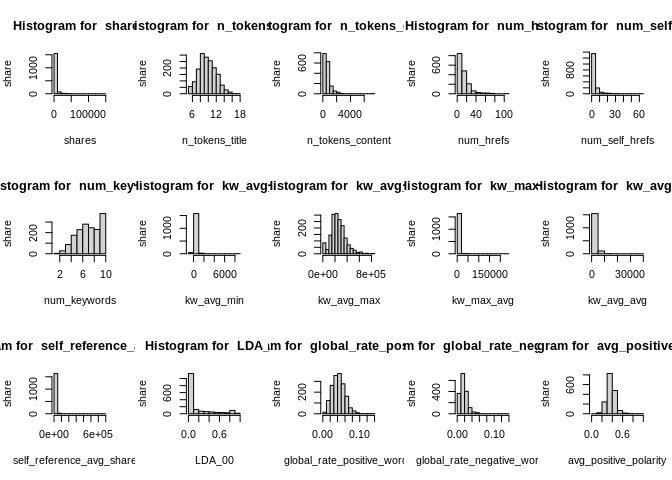 Histogram for share
istogram for n_tokens
togram for n_tokens_
Histogram for num_h
stogram for num_self
share
0 1000
0 100000
shares
share
0 200
6 12 18
n_tokens_title
share
0 600
0 4000
n_tokens_content
share
0 600
0 40 100
num_hrefs
share
0 800
0 30 60
num_self_hrefs
stogram for num_key
Histogram for kw_avg
Histogram for kw_avg
Histogram for kw_max
istogram for kw_avg
share
0 200
2 6 10
num_keywords
share
0 1000
0 6000
kw_avg_min
share
0 200
0e+00 8e+05
kw_avg_max
share
0 1000
0 150000
kw_max_avg
share
0 1000
0 30000
kw_avg_avg
am for self_reference_
Histogram for LDA_
m for global_rate_pos
m for global_rate_neg
gram for avg_positive
share
0 1000
0e+00 6e+05
self_reference_avg_share
share
0 600
0.0 0.6
LDA_00
share
0 200
0.00 0.10
global_rate_positive_word
share
0 400
0.00 0.10
global_rate_negative_wor
share
0 600
0.0 0.6
avg_positive_polarity